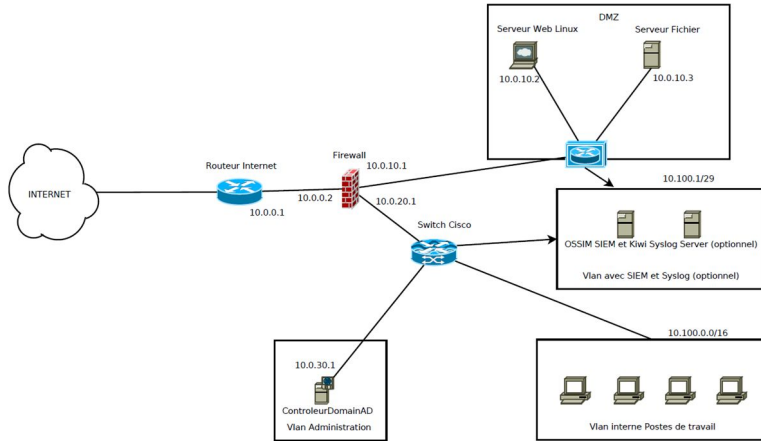 DMZ
Serveur Web Linux
Serveur Fichier
10.0.10.2
10.0.10.3
Firewall
10.0.10.1
Routeur Internet
INTERNET
10.0.0.2
10.0.0.1
10.0.20.1
Switch Cisco
10.100.1/29
OSSIM SIEM et Kiwi Syslog Server (optionnel)
Vlan avec SIEM et Syslog (optionnel)
10.100.0.0/16
Vlan interne Postes de travail
10.0.30.1
ControleurDomainAD
Vlan Administration